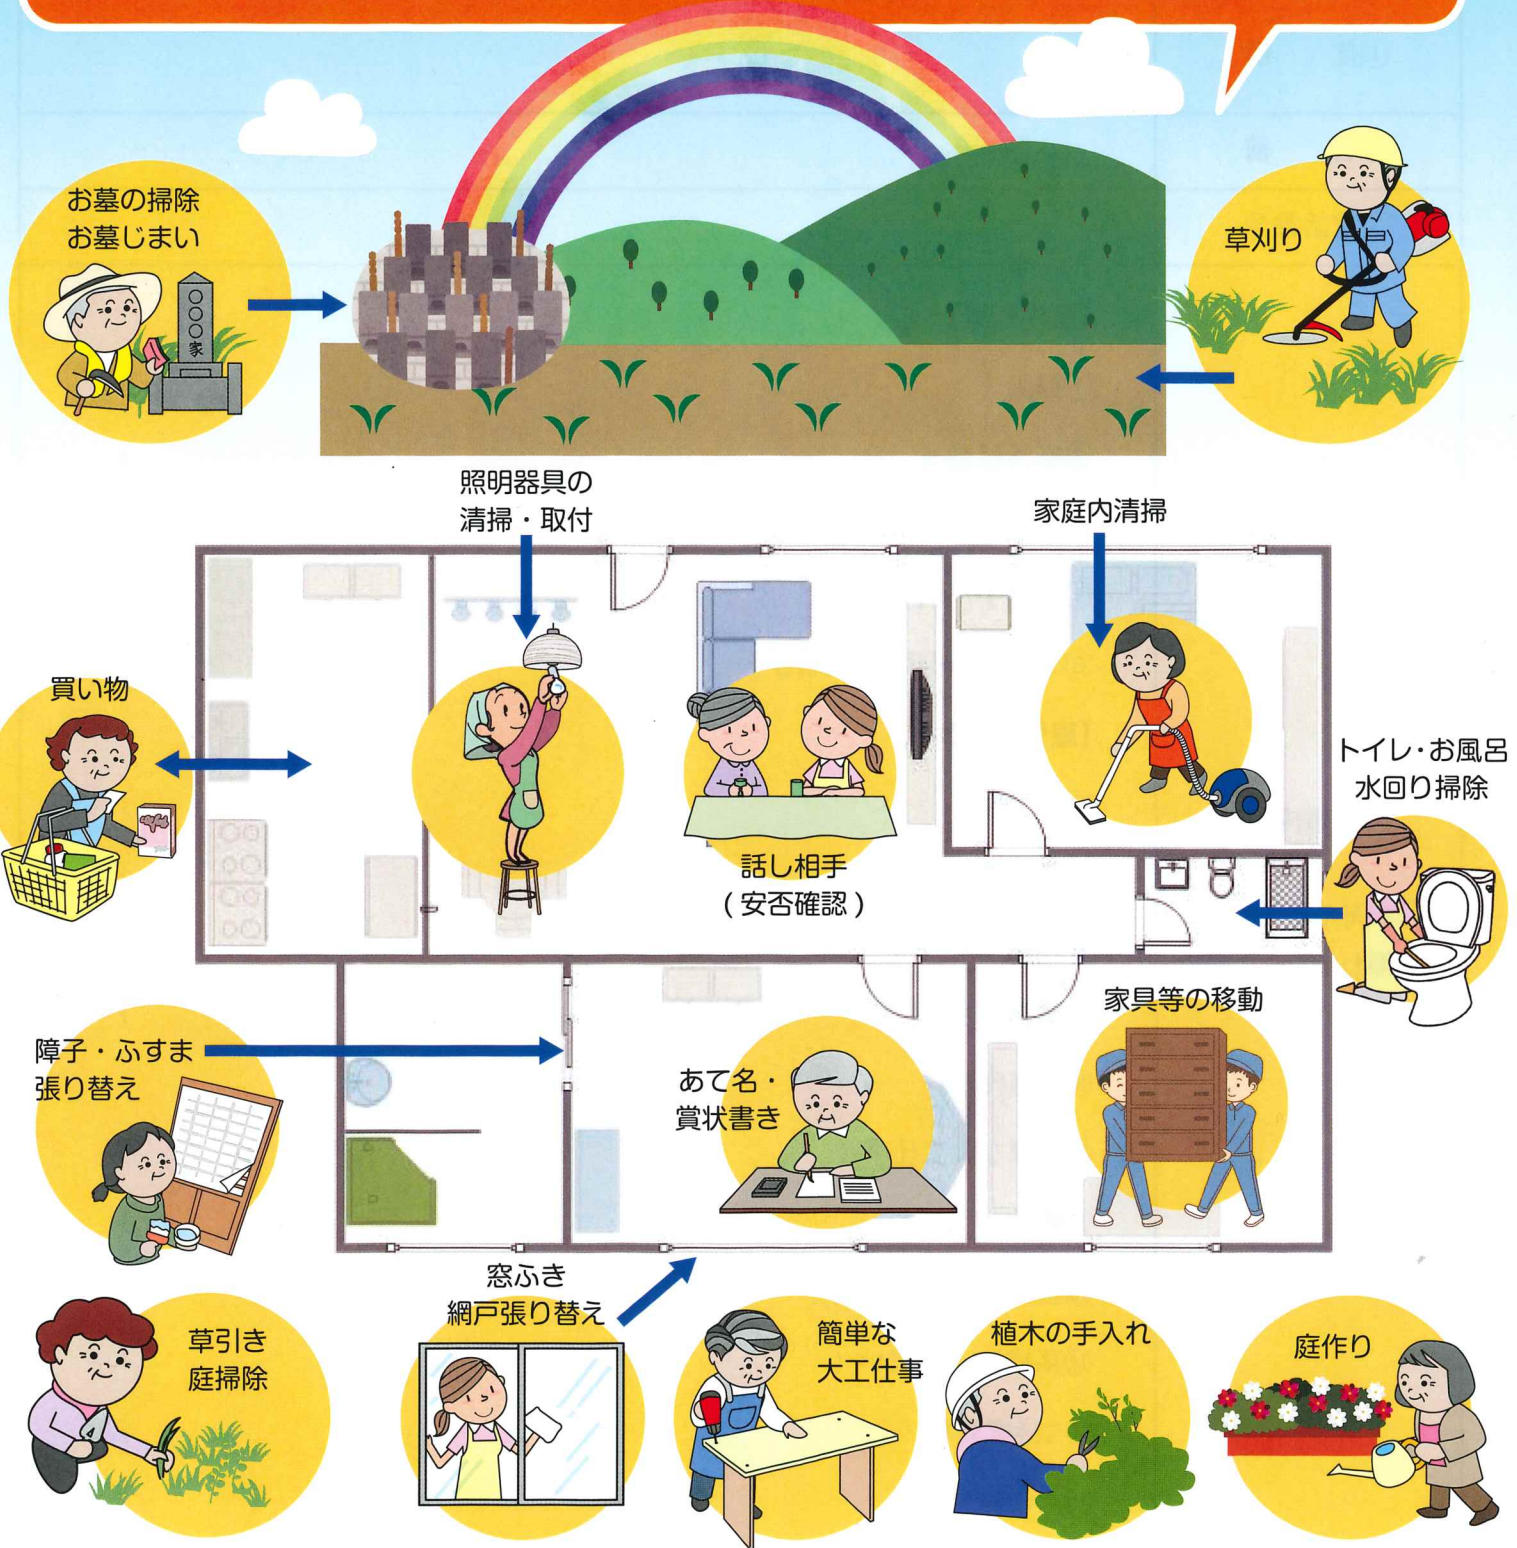 お墓の掃除
お墓じまい
〇〇〇家
草刈り
照明器具の
清掃・取付
家庭内清掃
買い物
トイレ・お風呂
水回り掃除
話し相手
(安否確認)
家具等の移動
障子・ふすま
張り替え
あて名・
賞状書き
窓ふき
網戸張り替え
草引き
庭掃除
簡単な
大工仕事
植木の手入れ
庭作り